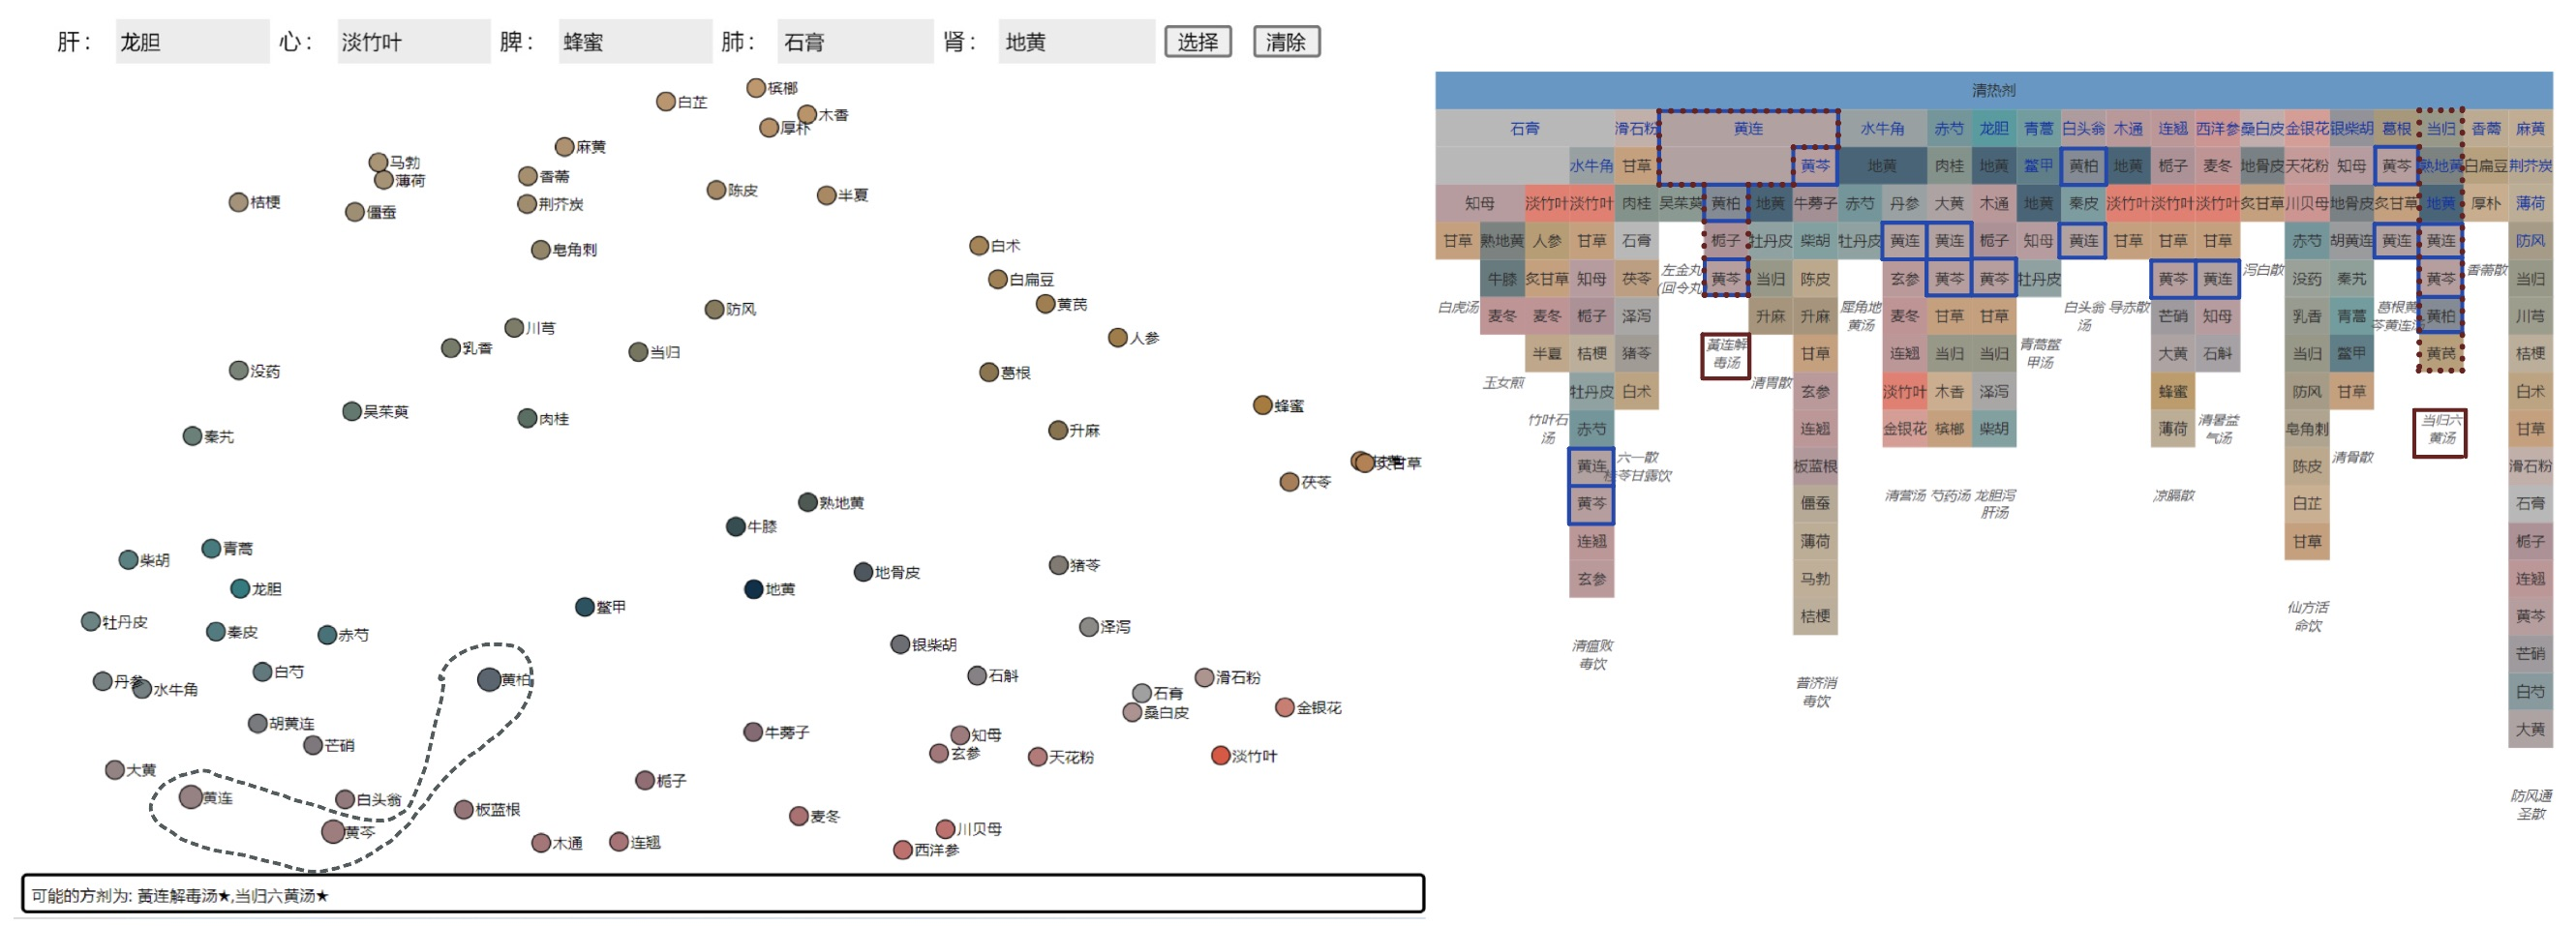 肝： 龙胆 心： 淡竹叶 脾： 蜂蜜 肺： 石膏 肾： 地黄 选择 清除
槟榔
白芷
木香
厚朴
麻黄
马勃
薄荷
香薷
陈皮
半夏
桔梗
僵蚕
荆芥炭
皂角刺
白术
白扁豆
黄芪
防风
川芎
人参
乳香
当归
没药
葛根
吴茱萸
肉桂
蜂蜜
秦艽
升麻
炙甘草
茯苓
熟地黄
牛膝
柴胡
青蒿
猪苓
地骨皮
龙胆
地黄
鳖甲
牡丹皮
秦皮
赤芍
泽泻
银柴胡
白芍
石斛
滑石粉
丹参
水牛角
黄柏
石膏
桑白皮
金银花
胡黄连
芒硝
牛蒡子
知母
玄参
天花粉
淡竹叶
大黄
栀子
黄连
白头翁
板蓝根
麦冬
黄芩
木通
连翘
川贝母
西洋参
可能的方剂为: 黃连解毒汤★,当归六黄汤★
清热剂
石膏 滑石粉 黄连 水牛角 赤芍 龙胆 青蒿 白头翁 木通 连翘 西洋参 桑白皮 金银花 银柴胡 葛根 当归 香薷 麻黄
水牛角 甘草 黄芩 地黄 肉桂 地黄 鳖甲 黄柏 地黄 栀子 麦冬 地骨皮 天花粉 知母 黄芩 熟地黄 白扁豆 荆芥炭
知母 淡竹叶 淡竹叶 肉桂 吴茱萸 黄柏 地黄 牛蒡子 赤芍 丹参 大黄 木通 地黄 秦皮 淡竹叶 淡竹叶 淡竹叶 炙甘草 川贝母 地骨皮 炙甘草 地黄 厚朴 薄荷
甘草 熟地黄 人参 甘草 石膏 栀子 牡丹皮 柴胡 牡丹皮 黄连 黄连 栀子 知母 黄连 甘草 甘草 甘草 赤芍 胡黄连 黄连 黄连 防风
牛膝 炙甘草 知母 茯苓 左金丸 黄芩 当归 陈皮 玄参 黄芩 黄芩 牡丹皮 黄芩 黄连 泻白散 没药 秦艽 黄芩 香薷散 当归
(回令丸
白虎汤 麦冬 麦冬 栀子 泽泻 升麻 升麻 犀角地 麦冬 甘草 甘草 白头翁 导赤散 芒硝 知母 乳香 青蒿 葛根黄 黄柏 川芎
黄汤 汤 芩黄连汤
半夏 桔梗 猪苓 黃连解 甘草 连翘 当归 当归 青蒿鳖 大黄 石斛 当归 鳖甲 黄芪 桔梗
毒汤 甲汤
玉女煎 牡丹皮 白术 清胃散 玄参 淡竹叶 木香 泽泻 蜂蜜 防风 甘草 白术
竹叶石 赤芍 连翘 金银花 槟榔 柴胡 薄荷 清暑益 皂角刺 当归六 甘草
汤 气汤 黄汤
黄连 六一散 板蓝根 陈皮 清骨散 滑石粉
桂苓甘露饮
黄芩 僵蚕 清营汤 芍药汤 龙胆泻 凉膈散 白芷 石膏
肝汤
连翘 薄荷 甘草 栀子
玄参 马勃 连翘
桔梗 仙方活 黄芩
命饮
清瘟败 芒硝
毒饮
普济消 白芍
毒饮
大黄
防风通
圣散